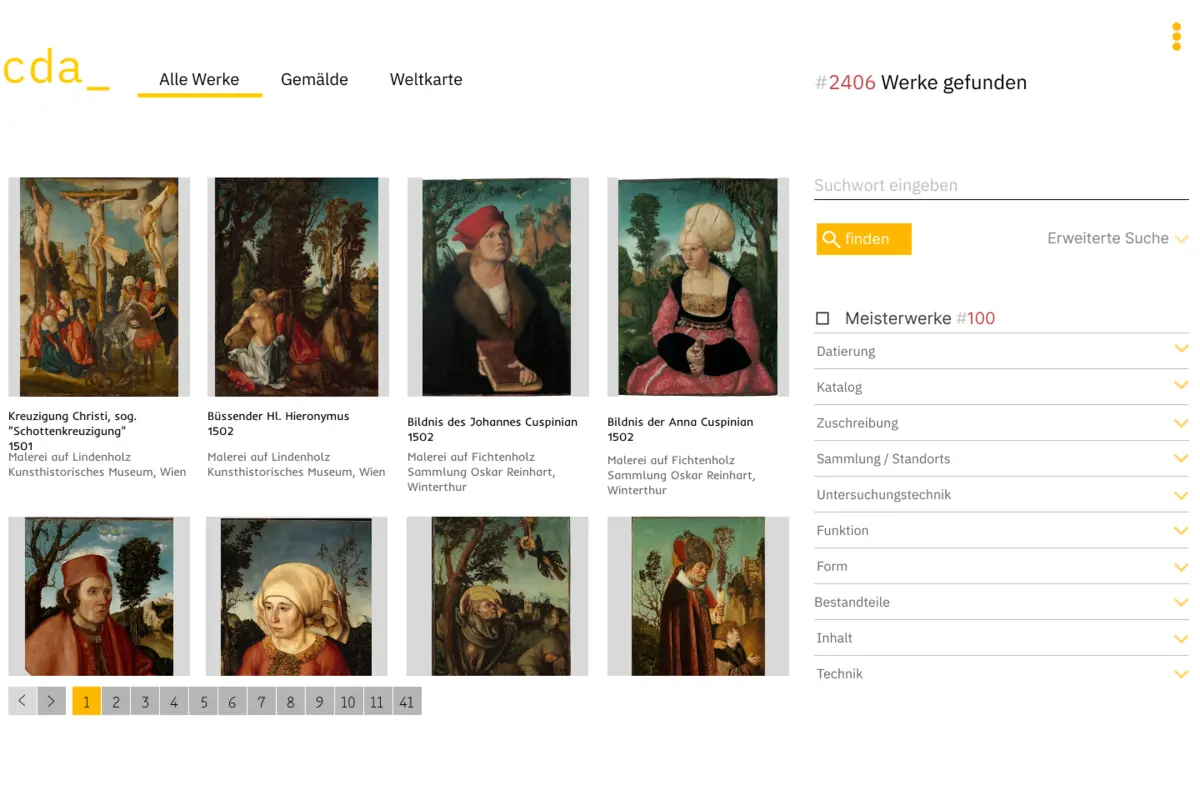 cda_
Alle Werke
Gemälde
Weltkarte
#2406 Werke gefunden
Suchwort eingeben
finden
Erweiterte Suche
Meisterwerke #100
Datierung
Katalog
Zuschreibung
Sammlung / Standorts
Untersuchungstechnik
Funktion
Form
Bestandteile
Inhalt
Technik
Kreuzigung Christi, sog.
"Schottenkreuzigung"
1501
Malerei auf Lindenholz
Kunsthistorisches Museum, Wien
Büssender Hl. Hieronymus
1502
Malerei auf Lindenholz
Kunsthistorisches Museum, Wien
Bildnis des Johannes Cuspinian
1502
Malerei auf Fichtenholz
Sammlung Oskar Reinhart,
Winterthur
Bildnis der Anna Cuspinian
1502
Malerei auf Fichtenholz
Sammlung Oskar Reinhart,
Winterthur
< > 1 2 3 4 5 6 7 8 9 10 11 41